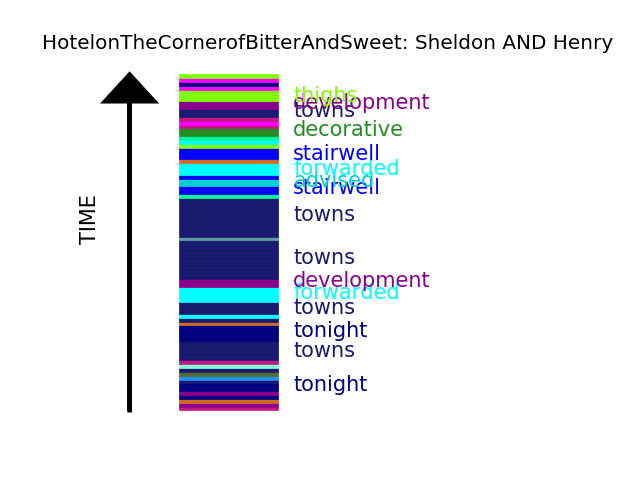 HotelonTheCornerofBitterAndSweet: Sheldon AND Henry
thighs
development
towns
decorative
stairwell
forwarded
advised
stairwell
towns
towns
development
forwarded
towns
tonight
towns
tonight
TIME